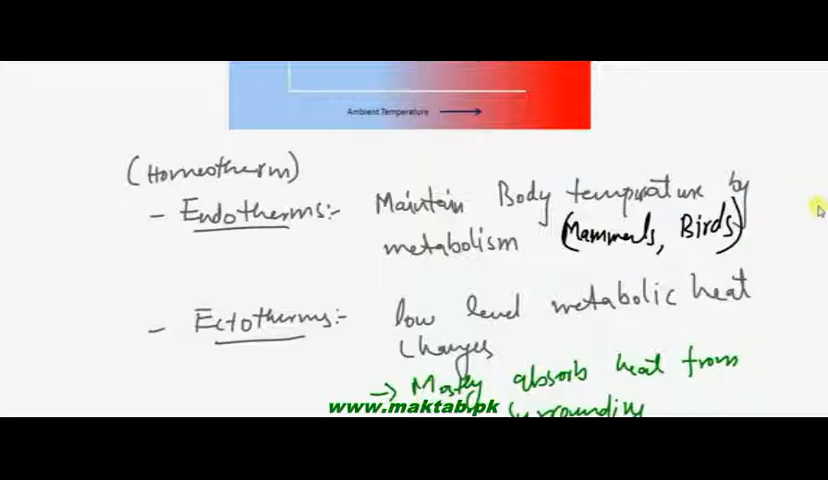 Ambient Temperature
(Homeotherm)
- Endotherms:- Maintain Body temperature by
metabolism (Mammals, Birds)
- Ectotherms:- low level metabolic heat
Changes
→ Mostly absorb heat from
surrounding
www.maktab.pk